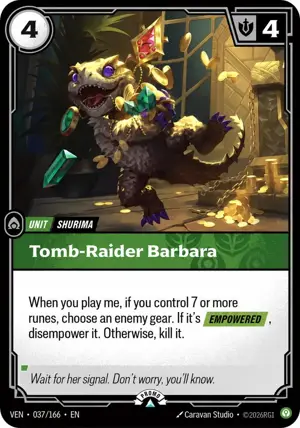 4
4
UNIT SHURIMA
Tomb-Raider Barbara
When you play me, if you control 7 or more
runes, choose an enemy gear. If it's EMPOWERED,
disempower it. Otherwise, kill it.
Wait for her signal. Don't worry, you'll know.
PROMO
VEN • 037/166 • EN Caravan Studio ©2026RGI